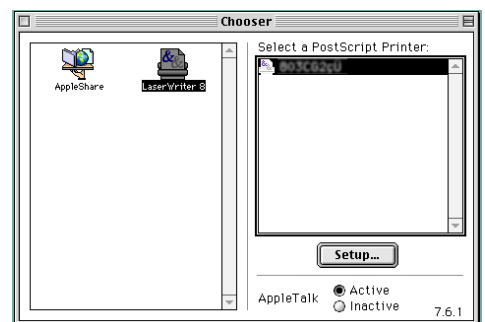 Chooser
AppleShare
LaserWriter 8
Select a PostScript Printer:
Setup...
AppleTalk
Active
Inactive
7.6.1